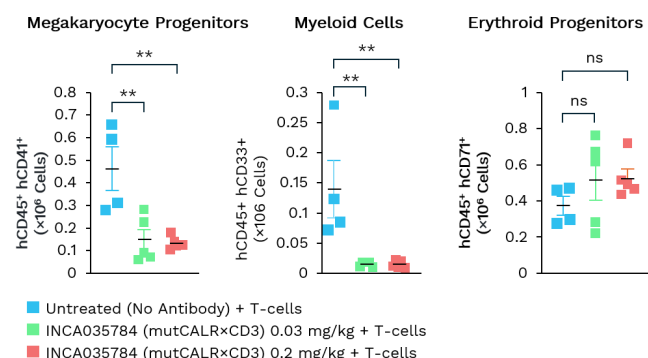 Megakaryocyte Progenitors
Myeloid Cells
Erythroid Progenitors
**
**
**
**
ns
ns
hCD45⁺ hCD41⁺
(×10⁶ Cells)
0.8
0.7
0.6
0.5
0.4
0.3
0.2
0.1
0
hCD45+ hCD33+
(×106 Cells)
0.3
0.25
0.2
0.15
0.1
0.05
0
hCD45⁺ hCD71⁺
(×10⁶ Cells)
1
0.8
0.6
0.4
0.2
0
Untreated (No Antibody) + T-cells
INCA035784 (mutCALR×CD3) 0.03 mg/kg + T-cells
INCA035784 (mutCALR×CD3) 0.2 mg/kg + T-cells